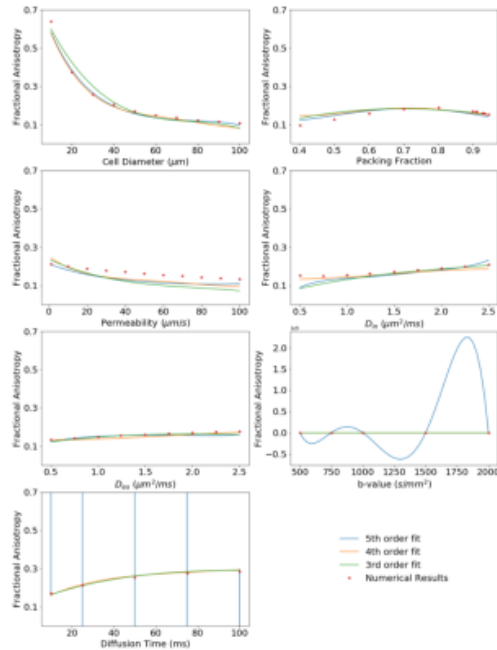 Fractional Anisotropy
0.7
0.5
0.3
0.1
20 40 60 80 100
Cell Diameter (μm)
Fractional Anisotropy
0.7
0.5
0.3
0.1
0.4 0.5 0.6 0.7 0.8 0.9
Packing Fraction
Fractional Anisotropy
0.7
0.5
0.3
0.1
0 20 40 60 80 100
Permeability (μm/s)
Fractional Anisotropy
0.7
0.5
0.3
0.1
0.5 1.0 1.5 2.0 2.5
D_in (μm²/ms)
Fractional Anisotropy
0.7
0.5
0.3
0.1
0.5 1.0 1.5 2.0 2.5
D_ex (μm²/ms)
Fractional Anisotropy
2.0
1.5
1.0
0.5
0.0
−0.5
500 750 1000 1250 1500 1750 2000
b-value (s/mm²)
Fractional Anisotropy
0.7
0.5
0.3
0.1
20 40 60 80 100
Diffusion Time (ms)
5th order fit
4th order fit
3rd order fit
Numerical Results